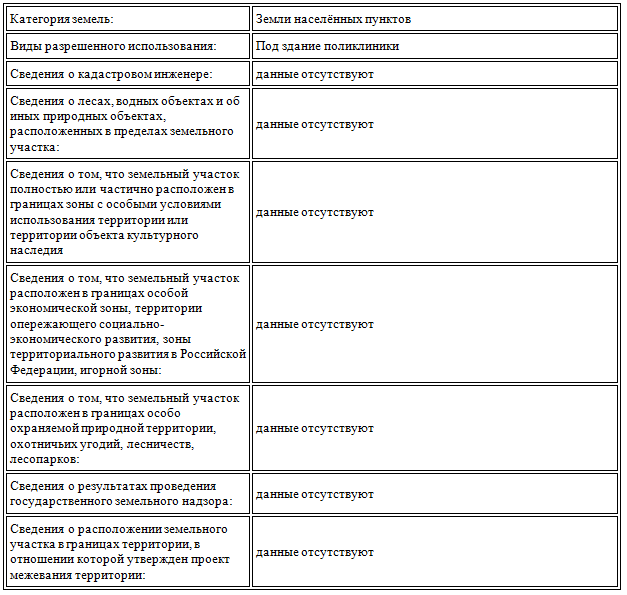 Категория земель:
Земли населённых пунктов
Виды разрешенного использования:
Под здание поликлиники
Сведения о кадастровом инженере:
данные отсутствуют
Сведения о лесах, водных объектах и об
иных природных объектах,
расположенных в пределах земельного
участка:
данные отсутствуют
Сведения о том, что земельный участок
полностью или частично расположен в
границах зоны с особыми условиями
использования территории или
территории объекта культурного
наследия
данные отсутствуют
Сведения о том, что земельный участок
расположен в границах особой
экономической зоны, территории
опережающего социально-
экономического развития, зоны
территориального развития в Российской
Федерации, игорной зоны:
данные отсутствуют
Сведения о том, что земельный участок
расположен в границах особо
охраняемой природной территории,
охотничьих угодий, лесничеств,
лесопарков:
данные отсутствуют
Сведения о результатах проведения
государственного земельного надзора:
данные отсутствуют
Сведения о расположении земельного
участка в границах территории, в
отношении которой утвержден проект
межевания территории:
данные отсутствуют